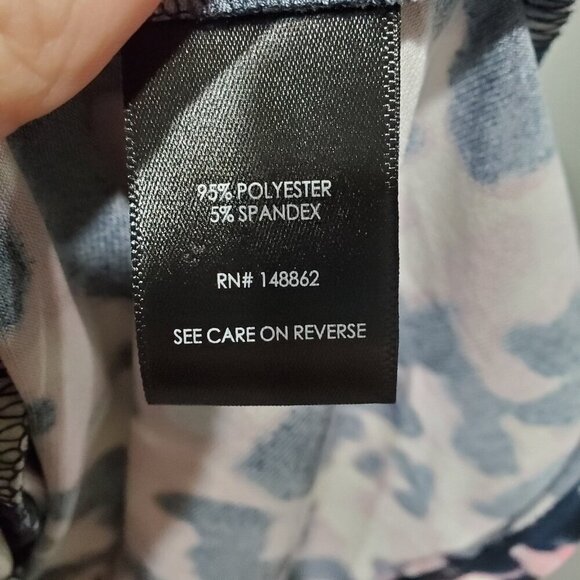 95% POLYESTER
5% SPANDEX
RN# 148862
SEE CARE ON REVERSE